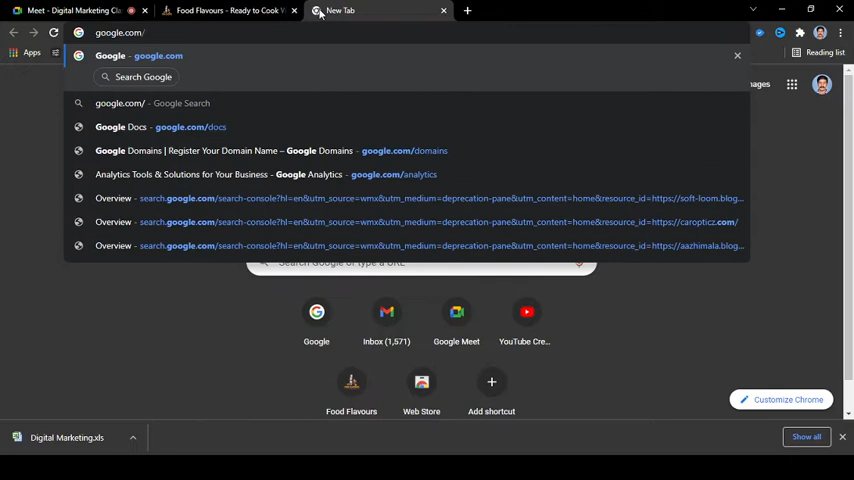 Meet - Digital Marketing Cla
Food Flavours - Ready to Cook V
New Tab
google.com/
Apps
Reading list
Google - google.com
Search Google
google.com/ - Google Search
Google Docs - google.com/docs
Google Domains | Register Your Domain Name – Google Domains - google.com/domains
Analytics Tools & Solutions for Your Business - Google Analytics - google.com/analytics
Overview - search.google.com/search-console?hl=en&utm_source=wmx&utm_medium=deprecation-pane&utm_content=home&resource_id=https://soft-loom.blog...
Overview - search.google.com/search-console?hl=en&utm_source=wmx&utm_medium=deprecation-pane&utm_content=home&resource_id=https://caropticz.com/
Overview - search.google.com/search-console?hl=en&utm_source=wmx&utm_medium=deprecation-pane&utm_content=home&resource_id=https://aazhimala.blog...
Search Google or type a URL
Google
Inbox (1,571)
Google Meet
YouTube Cre...
Food Flavours
Web Store
Add shortcut
Customize Chrome
Digital Marketing.xls
Show all